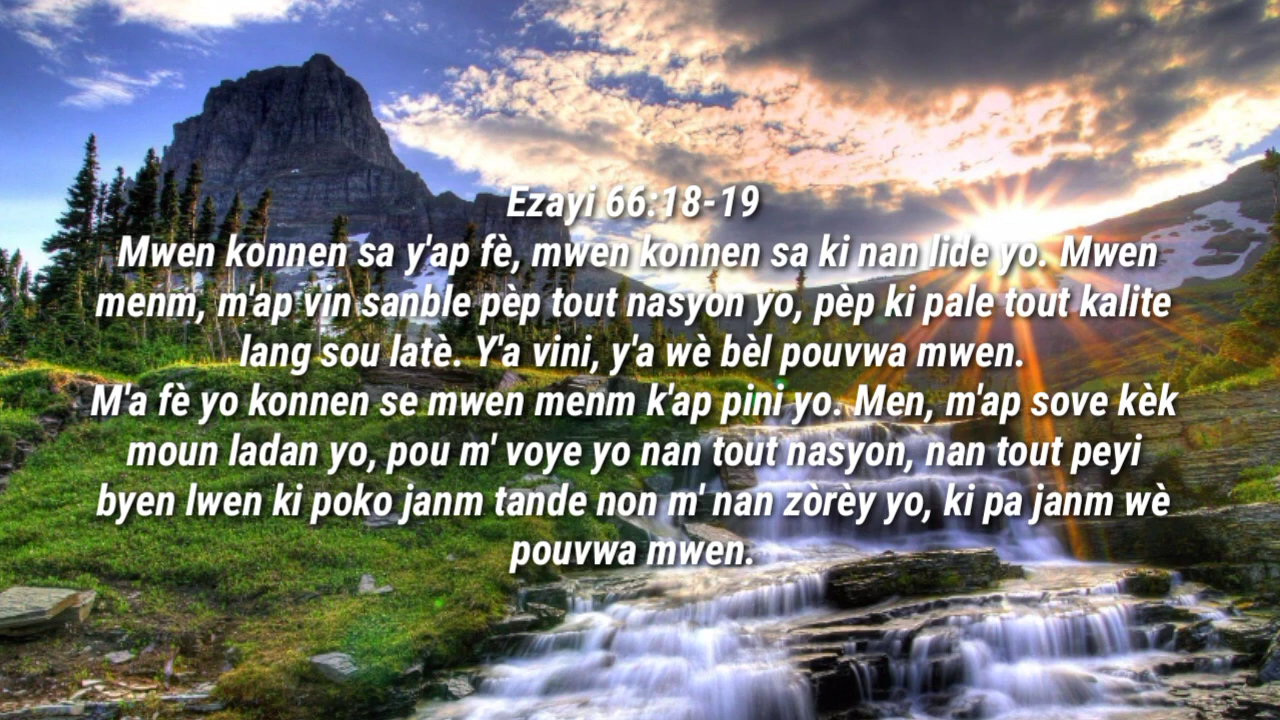 Ezayi 66:18-19
Mwen konnen sa y'ap fè, mwen konnen sa ki nan lide yo. Mwen
menm, m'ap vin sanble pèp tout nasyon yo, pèp ki pale tout kalite
lang sou latè. Y'a vini, y'a wè bèl pouvwa mwen.
M'a fè yo konnen se mwen menm k'ap pini yo. Men, m'ap sove kèk
moun ladan yo, pou m' voye yo nan tout nasyon, nan tout peyi
byen lwen ki poko janm tande non m' nan zòrèy yo, ki pa janm wè
pouvwa mwen.